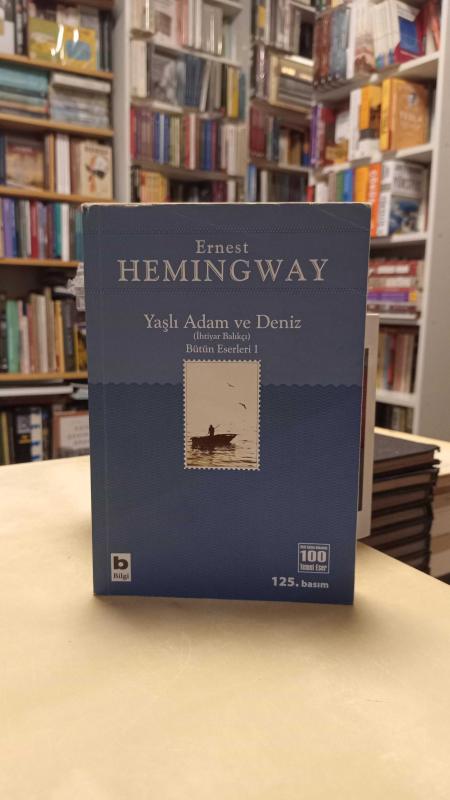 Ernest
HEMINGWAY
Yaşlı Adam ve Deniz
(İhtiyar Balıkçı)
Bütün Eserleri 1
b
Bilgi
100
Temel Eser
125. basım